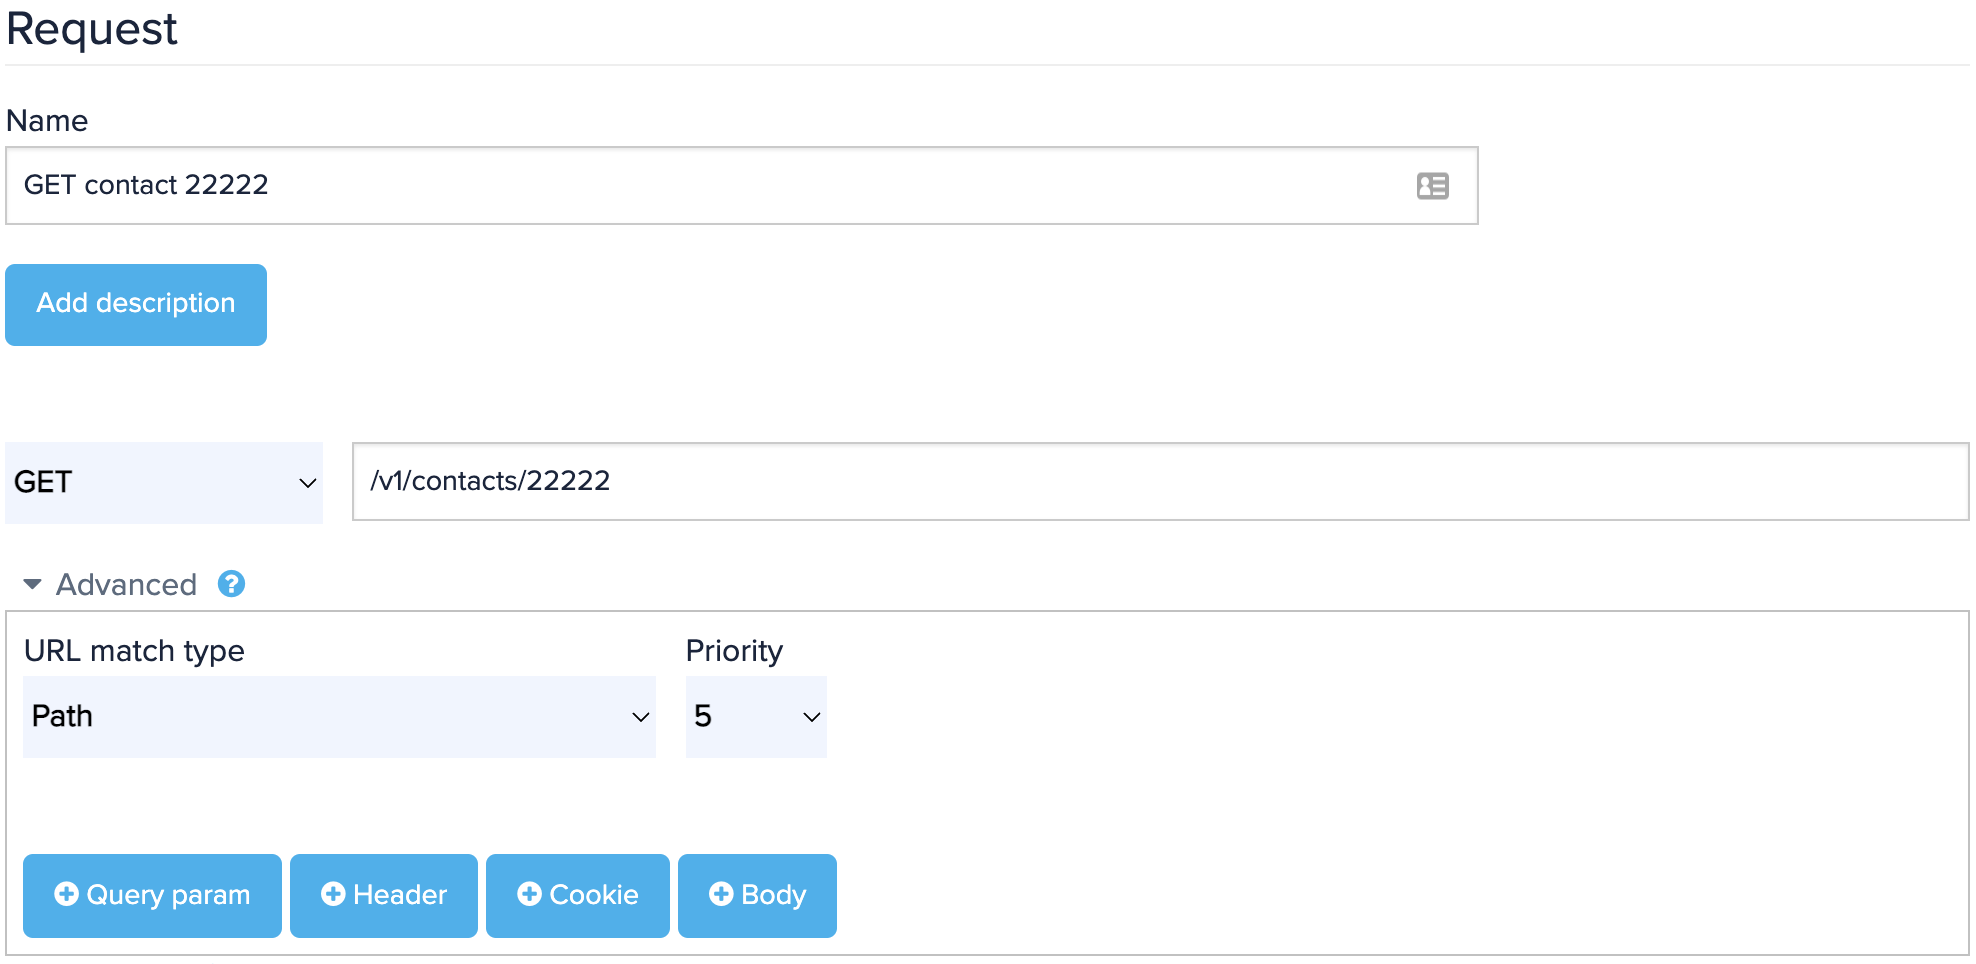 Request
Name
GET contact 22222
Add description
GET
/v1/contacts/22222
Advanced ?
URL match type Priority
Path 5
Query param Header Cookie Body